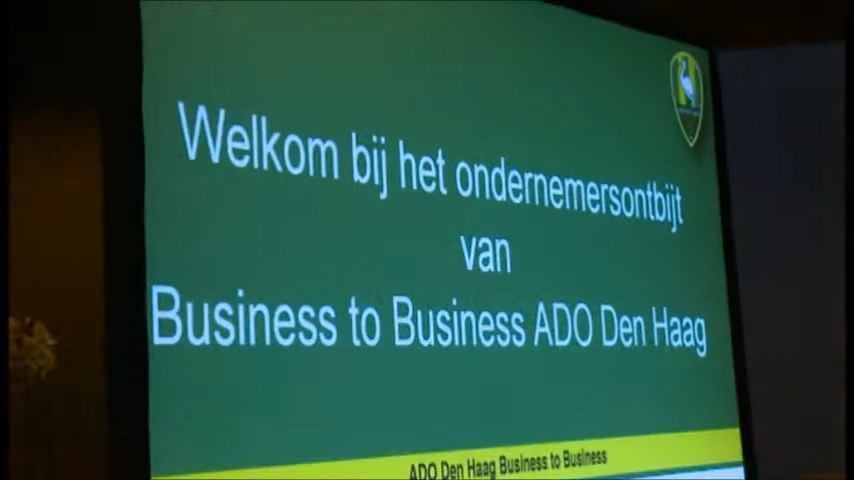 Welkom bij het ondernemersontbijt
van
Business to Business ADO Den Haag
ADO Den Haag Business to Business